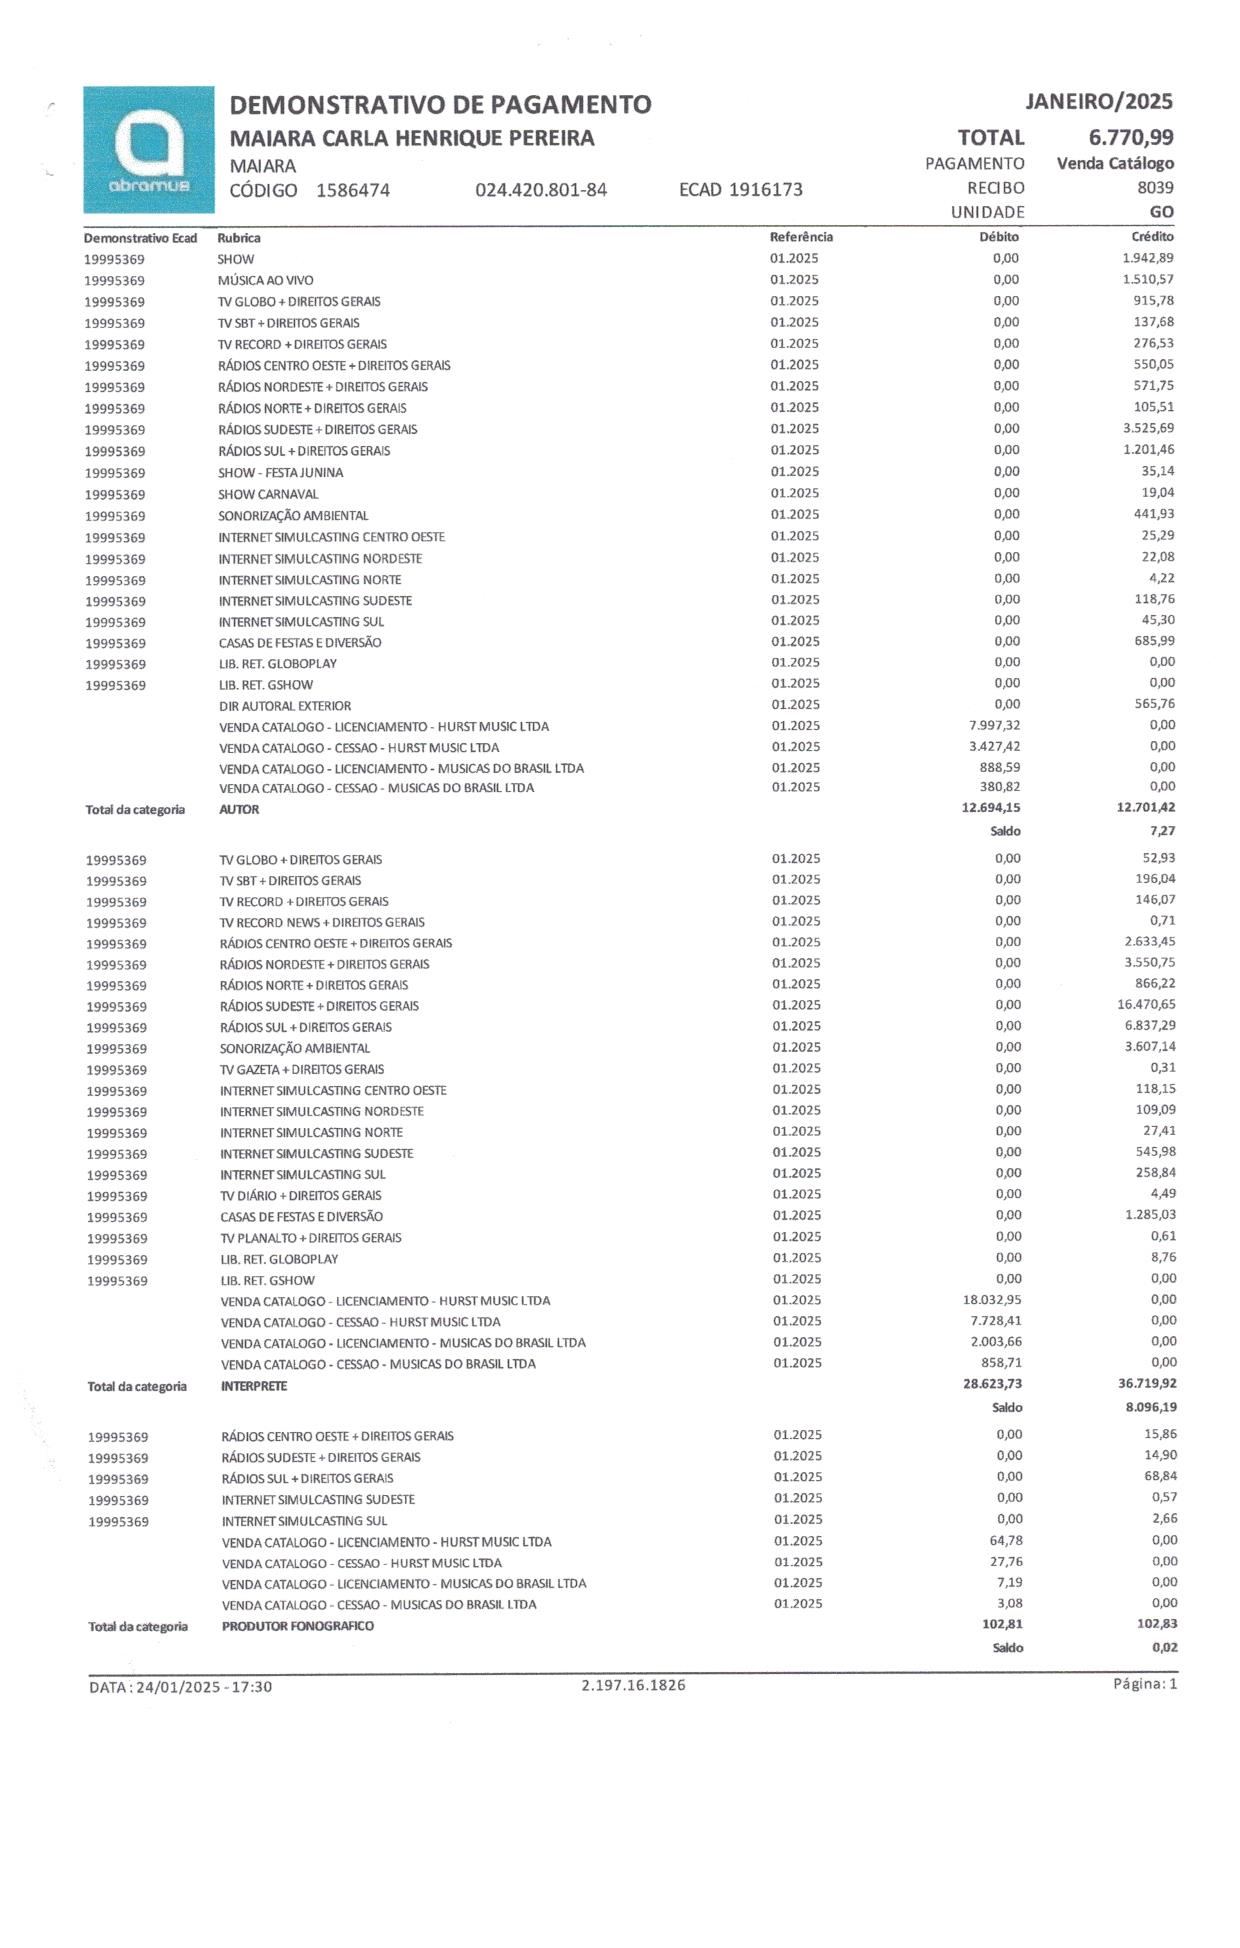 abramus
DEMONSTRATIVO DE PAGAMENTO JANEIRO/2025
MAIARA CARLA HENRIQUE PEREIRA TOTAL 6.770,99
MAIARA PAGAMENTO Venda Catálogo
CÓDIGO 1586474 024.420.801-84 ECAD 1916173 RECIBO 8039
UNIDADE GO
Demonstrativo Ecad Rubrica Referência Débito Crédito
19995369 SHOW 01.2025 0,00 1.942,89
19995369 MÚSICA AO VIVO 01.2025 0,00 1.510,57
19995369 TV GLOBO + DIREITOS GERAIS 01.2025 0,00 915,78
19995369 TV SBT + DIREITOS GERAIS 01.2025 0,00 137,68
19995369 TV RECORD + DIREITOS GERAIS 01.2025 0,00 276,53
19995369 RÁDIOS CENTRO OESTE + DIREITOS GERAIS 01.2025 0,00 550,05
19995369 RÁDIOS NORDESTE + DIREITOS GERAIS 01.2025 0,00 571,75
19995369 RÁDIOS NORTE + DIREITOS GERAIS 01.2025 0,00 105,51
19995369 RÁDIOS SUDESTE + DIREITOS GERAIS 01.2025 0,00 3.525,69
19995369 RÁDIOS SUL + DIREITOS GERAIS 01.2025 0,00 1.201,46
19995369 SHOW - FESTA JUNINA 01.2025 0,00 35,14
19995369 SHOW CARNAVAL 01.2025 0,00 19,04
19995369 SONORIZAÇÃO AMBIENTAL 01.2025 0,00 441,93
19995369 INTERNET SIMULCASTING CENTRO OESTE 01.2025 0,00 25,29
19995369 INTERNET SIMULCASTING NORDESTE 01.2025 0,00 22,08
19995369 INTERNET SIMULCASTING NORTE 01.2025 0,00 4,22
19995369 INTERNET SIMULCASTING SUDESTE 01.2025 0,00 118,76
19995369 INTERNET SIMULCASTING SUL 01.2025 0,00 45,30
19995369 CASAS DE FESTAS E DIVERSÃO 01.2025 0,00 685,99
19995369 LIB. RET. GLOBOPLAY 01.2025 0,00 0,00
19995369 LIB. RET. GSHOW 01.2025 0,00 0,00
DIR AUTORAL EXTERIOR 01.2025 0,00 565,76
VENDA CATALOGO - LICENCIAMENTO - HURST MUSIC LTDA 01.2025 7.997,32 0,00
VENDA CATALOGO - CESSAO - HURST MUSIC LTDA 01.2025 3.427,42 0,00
VENDA CATALOGO - LICENCIAMENTO - MUSICAS DO BRASIL LTDA 01.2025 888,59 0,00
VENDA CATALOGO - CESSAO - MUSICAS DO BRASIL LTDA 01.2025 380,82 0,00
Total da categoria AUTOR 12.694,15 12.701,42
Saldo 7,27
19995369 TV GLOBO + DIREITOS GERAIS 01.2025 0,00 52,93
19995369 TV SBT + DIREITOS GERAIS 01.2025 0,00 196,04
19995369 TV RECORD + DIREITOS GERAIS 01.2025 0,00 146,07
19995369 TV RECORD NEWS + DIREITOS GERAIS 01.2025 0,00 0,71
19995369 RÁDIOS CENTRO OESTE + DIREITOS GERAIS 01.2025 0,00 2.633,45
19995369 RÁDIOS NORDESTE + DIREITOS GERAIS 01.2025 0,00 3.550,75
19995369 RÁDIOS NORTE + DIREITOS GERAIS 01.2025 0,00 866,22
19995369 RÁDIOS SUDESTE + DIREITOS GERAIS 01.2025 0,00 16.470,65
19995369 RÁDIOS SUL + DIREITOS GERAIS 01.2025 0,00 6.837,29
19995369 SONORIZAÇÃO AMBIENTAL 01.2025 0,00 3.607,14
19995369 TV GAZETA + DIREITOS GERAIS 01.2025 0,00 0,31
19995369 INTERNET SIMULCASTING CENTRO OESTE 01.2025 0,00 118,15
19995369 INTERNET SIMULCASTING NORDESTE 01.2025 0,00 109,09
19995369 INTERNET SIMULCASTING NORTE 01.2025 0,00 27,41
19995369 INTERNET SIMULCASTING SUDESTE 01.2025 0,00 545,98
19995369 INTERNET SIMULCASTING SUL 01.2025 0,00 258,84
19995369 TV DIÁRIO + DIREITOS GERAIS 01.2025 0,00 4,49
19995369 CASAS DE FESTAS E DIVERSÃO 01.2025 0,00 1.285,03
19995369 TV PLANALTO + DIREITOS GERAIS 01.2025 0,00 0,61
19995369 LIB. RET. GLOBOPLAY 01.2025 0,00 8,76
19995369 LIB. RET. GSHOW 01.2025 0,00 0,00
VENDA CATALOGO - LICENCIAMENTO - HURST MUSIC LTDA 01.2025 18.032,95 0,00
VENDA CATALOGO - CESSAO - HURST MUSIC LTDA 01.2025 7.728,41 0,00
VENDA CATALOGO - LICENCIAMENTO - MUSICAS DO BRASIL LTDA 01.2025 2.003,66 0,00
VENDA CATALOGO - CESSAO - MUSICAS DO BRASIL LTDA 01.2025 858,71 0,00
Total da categoria INTERPRETE 28.623,73 36.719,92
Saldo 8.096,19
19995369 RÁDIOS CENTRO OESTE + DIREITOS GERAIS 01.2025 0,00 15,86
19995369 RÁDIOS SUDESTE + DIREITOS GERAIS 01.2025 0,00 14,90
19995369 RÁDIOS SUL + DIREITOS GERAIS 01.2025 0,00 68,84
19995369 INTERNET SIMULCASTING SUDESTE 01.2025 0,00 0,57
19995369 INTERNET SIMULCASTING SUL 01.2025 0,00 2,66
VENDA CATALOGO - LICENCIAMENTO - HURST MUSIC LTDA 01.2025 64,78 0,00
VENDA CATALOGO - CESSAO - HURST MUSIC LTDA 01.2025 27,76 0,00
VENDA CATALOGO - LICENCIAMENTO - MUSICAS DO BRASIL LTDA 01.2025 7,19 0,00
VENDA CATALOGO - CESSAO - MUSICAS DO BRASIL LTDA 01.2025 3,08 0,00
Total da categoria PRODUTOR FONOGRAFICO 102,81 102,83
Saldo 0,02
DATA : 24/01/2025 - 17:30 2.197.16.1826 Página: 1